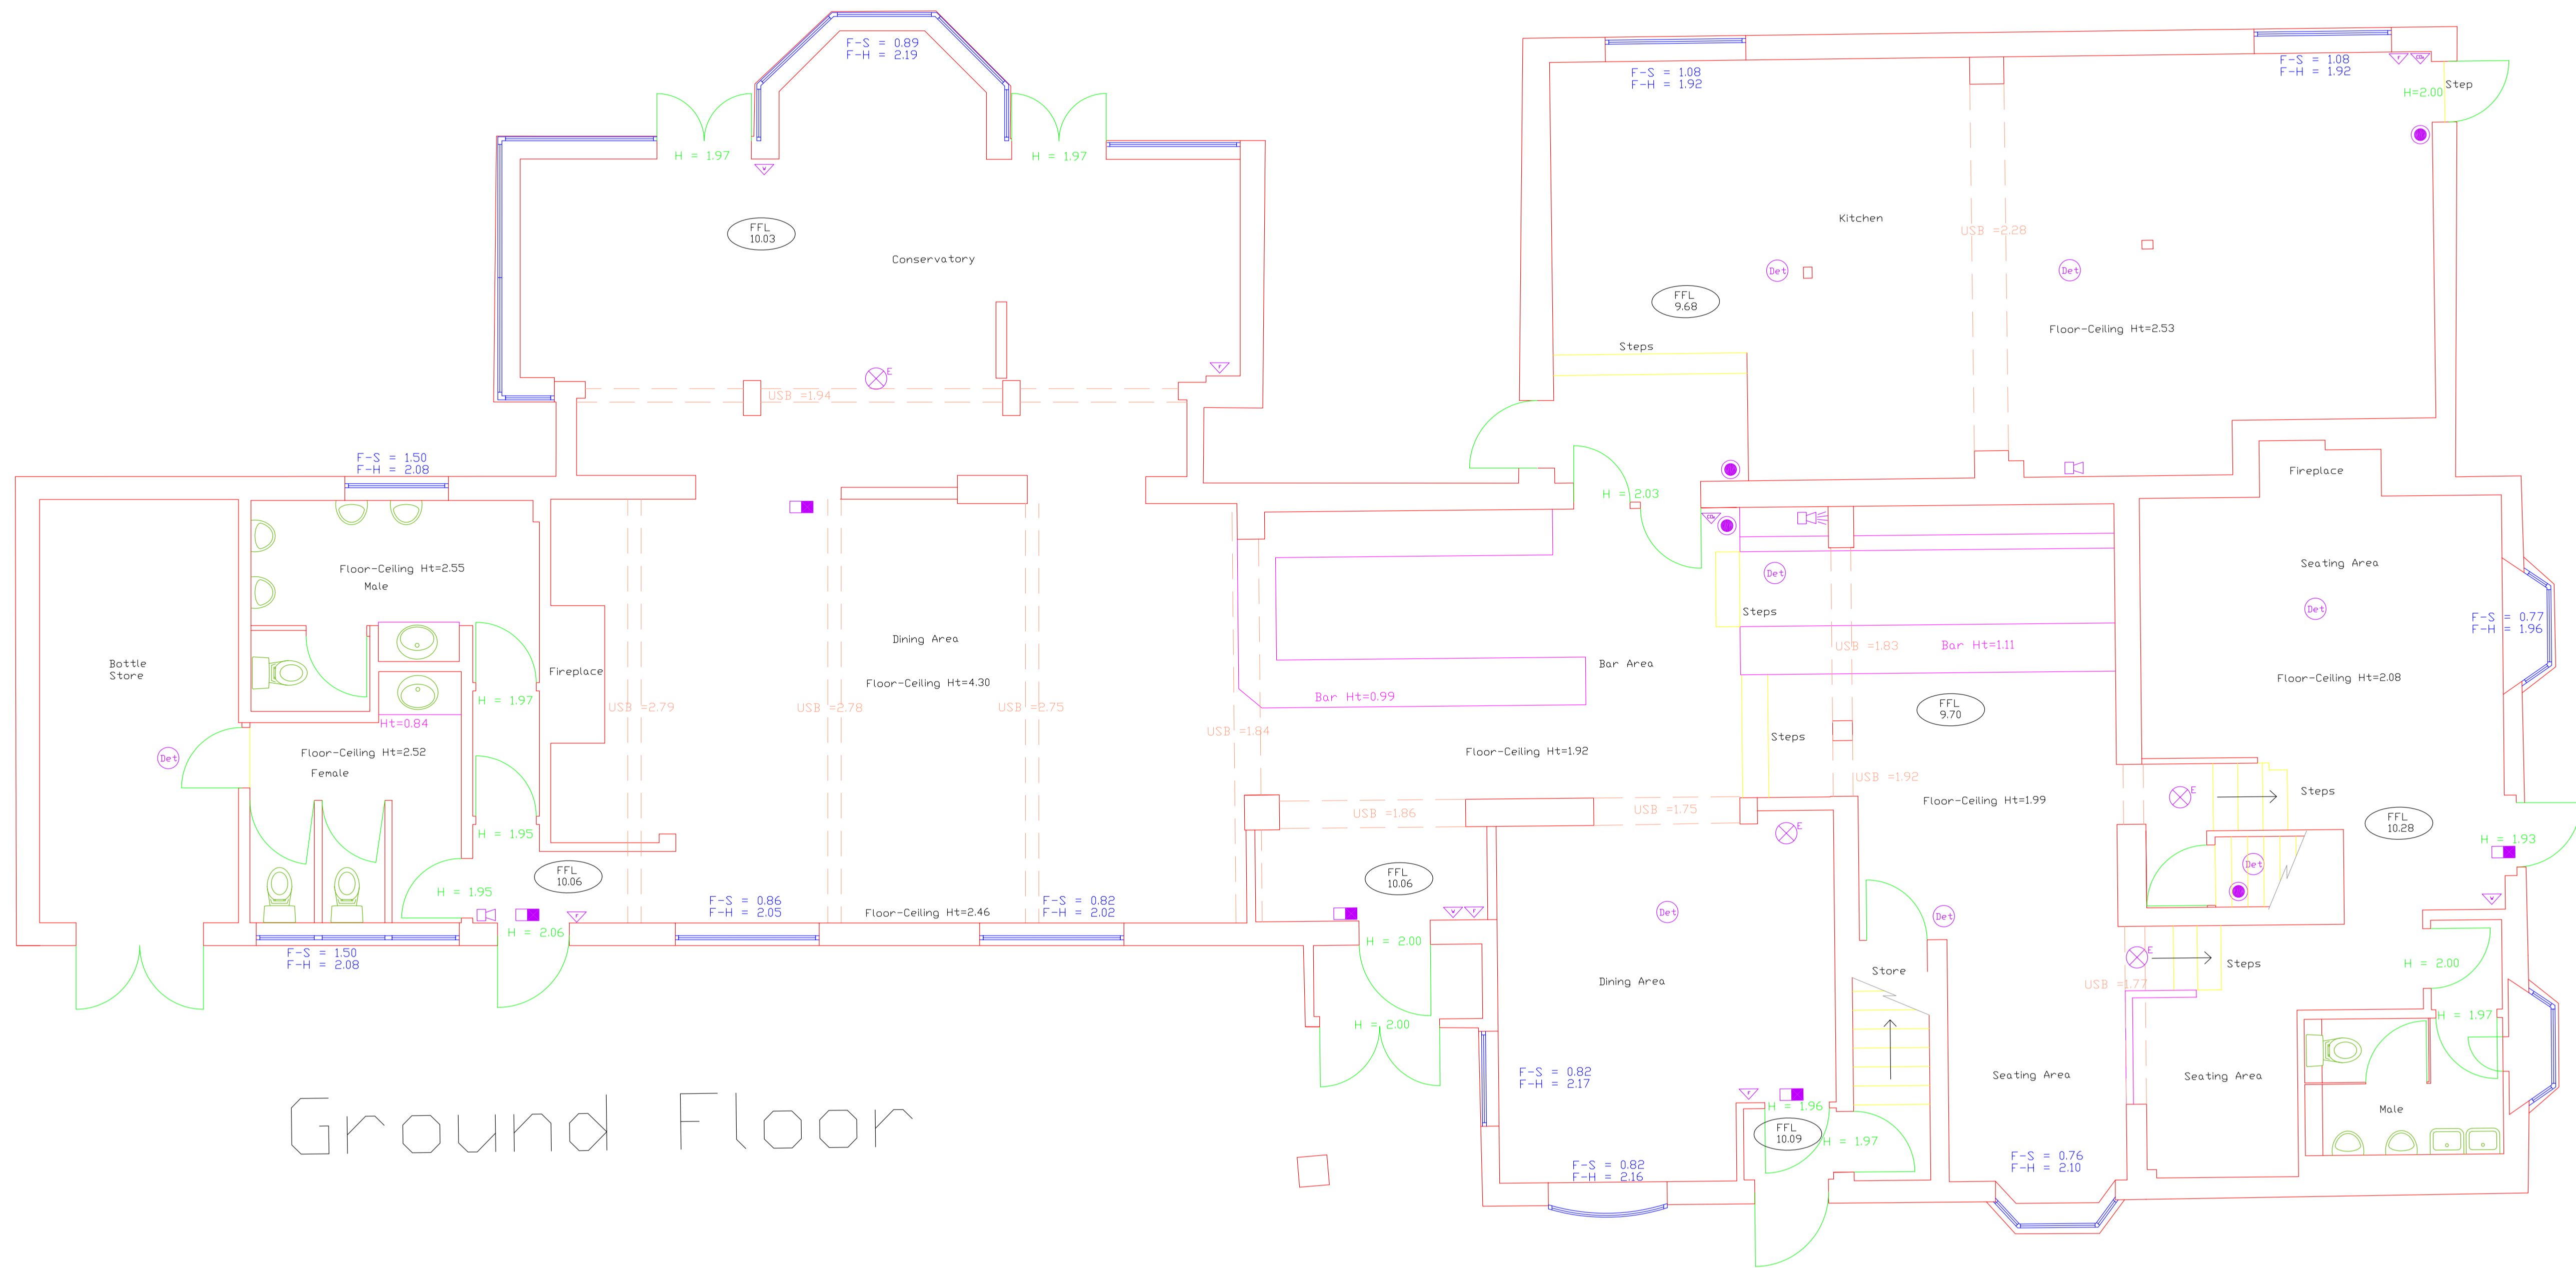 F-S = 0.89
F-H = 2.19
H = 1.97
H = 1.97
W
FFL
10.03
Conservatory
F
E
USB =1.94
F-S = 1.08
F-H = 1.92
F-S = 1.08
F-H = 1.92
F
CO2
Step
H=2.00
Kitchen
USB =2.28
Det
Det
FFL
9.68
Floor-Ceiling Ht=2.53
Steps
F-S = 1.50
F-H = 2.08
Fireplace
H = 2.03
CO2
Floor-Ceiling Ht=2.55
Male
Bottle
Store
Fireplace
H = 1.97
Ht=0.84
Floor-Ceiling Ht=2.52
Female
Det
H = 1.95
H = 1.95
FFL
10.06
F
H = 2.06
F-S = 1.50
F-H = 2.08
Dining Area
Floor-Ceiling Ht=4.30
USB =2.79
USB =2.78
USB =2.75
USB =1.84
F-S = 0.86
F-H = 2.05
Floor-Ceiling Ht=2.46
F-S = 0.82
F-H = 2.02
Det
Steps
Bar Area
Bar Ht=0.99
USB =1.83
Bar Ht=1.11
FFL
9.70
Floor-Ceiling Ht=1.92
Steps
USB =1.92
Floor-Ceiling Ht=1.99
USB =1.86
USB =1.75
E
FFL
10.06
W
F
H = 2.00
H = 2.00
Det
Dining Area
Det
Store
Seating Area
Det
F-S = 0.77
F-H = 1.96
Floor-Ceiling Ht=2.08
E
Steps
FFL
10.28
H = 1.93
Det
W
E
Steps
USB =1.77
H = 2.00
H = 1.97
F-S = 0.82
F-H = 2.17
F
H = 1.96
FFL
10.09
H = 1.97
Seating Area
Seating Area
Male
F-S = 0.82
F-H = 2.16
F-S = 0.76
F-H = 2.10
Ground Floor